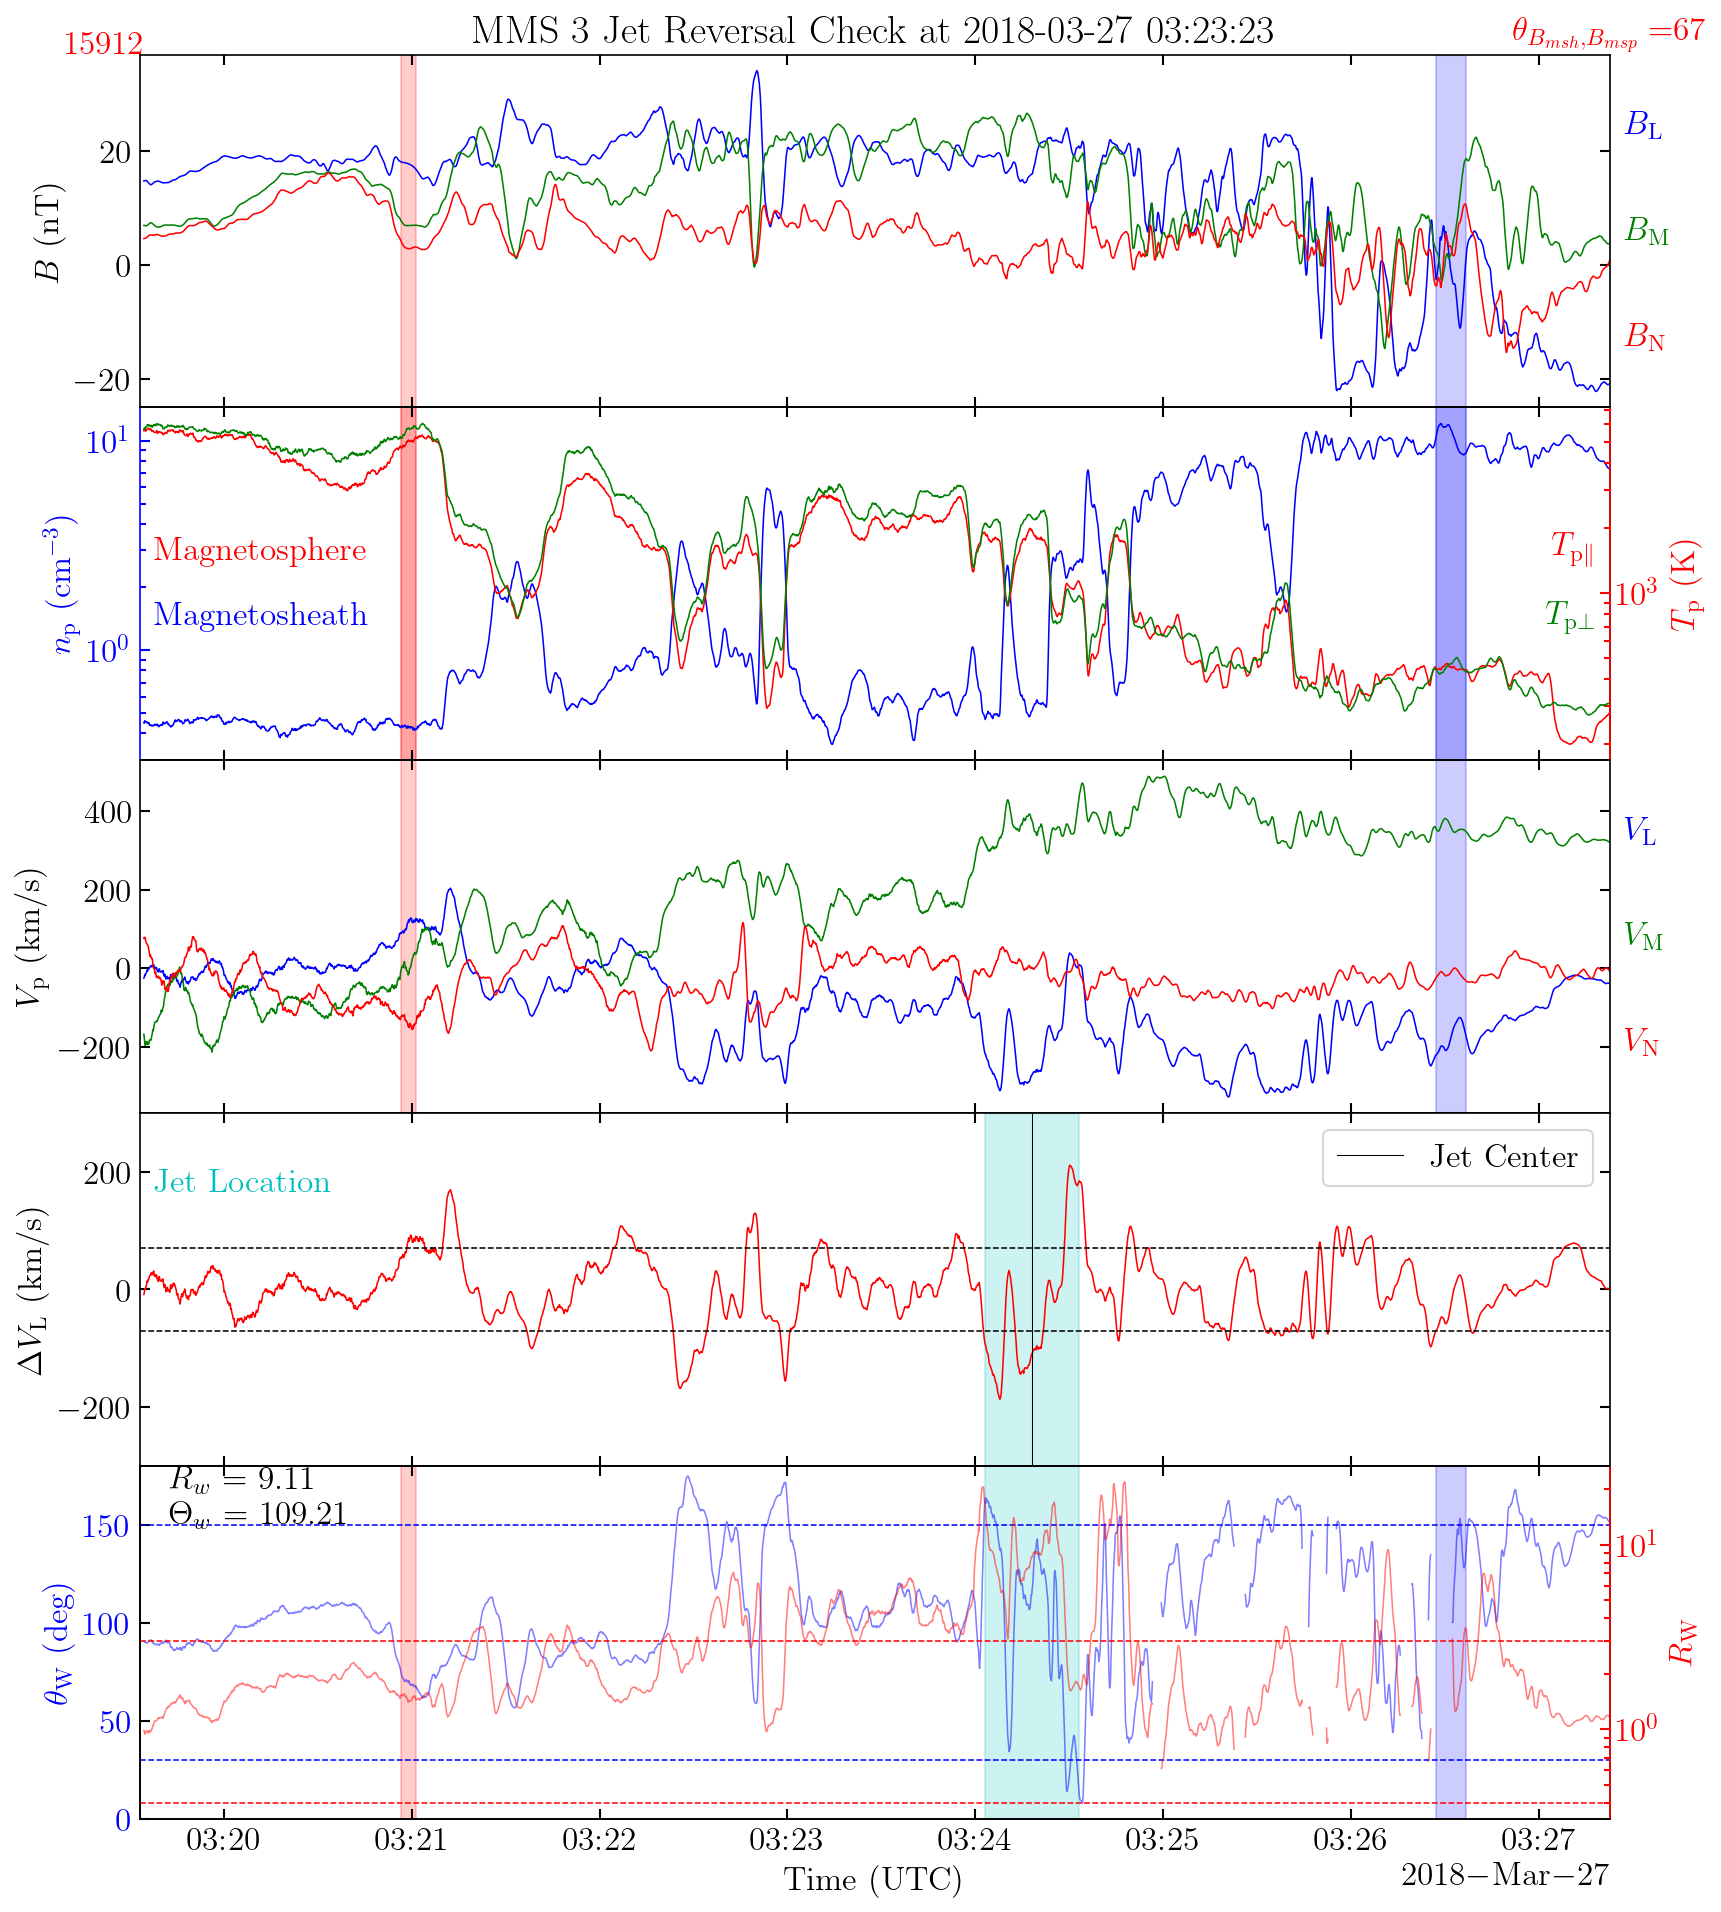 MMS 3 Jet Reversal Check at 2018-03-27 03:23:23
15912
θ_{B_{msh},B_{msp}} =67
20
0
−20
B (nT)
B_L
B_M
B_N
10^1
10^0
n_p (cm^{−3})
Magnetosphere
Magnetosheath
T_{p∥}
T_{p⊥}
10^3
T_p (K)
400
200
0
−200
V_p (km/s)
V_L
V_M
V_N
200
0
−200
ΔV_L (km/s)
Jet Location
Jet Center
R_w = 9.11
Θ_w = 109.21
150
100
50
0
θ_W (deg)
10^1
10^0
R_W
03:20 03:21 03:22 03:23 03:24 03:25 03:26 03:27
Time (UTC)
2018−Mar−27